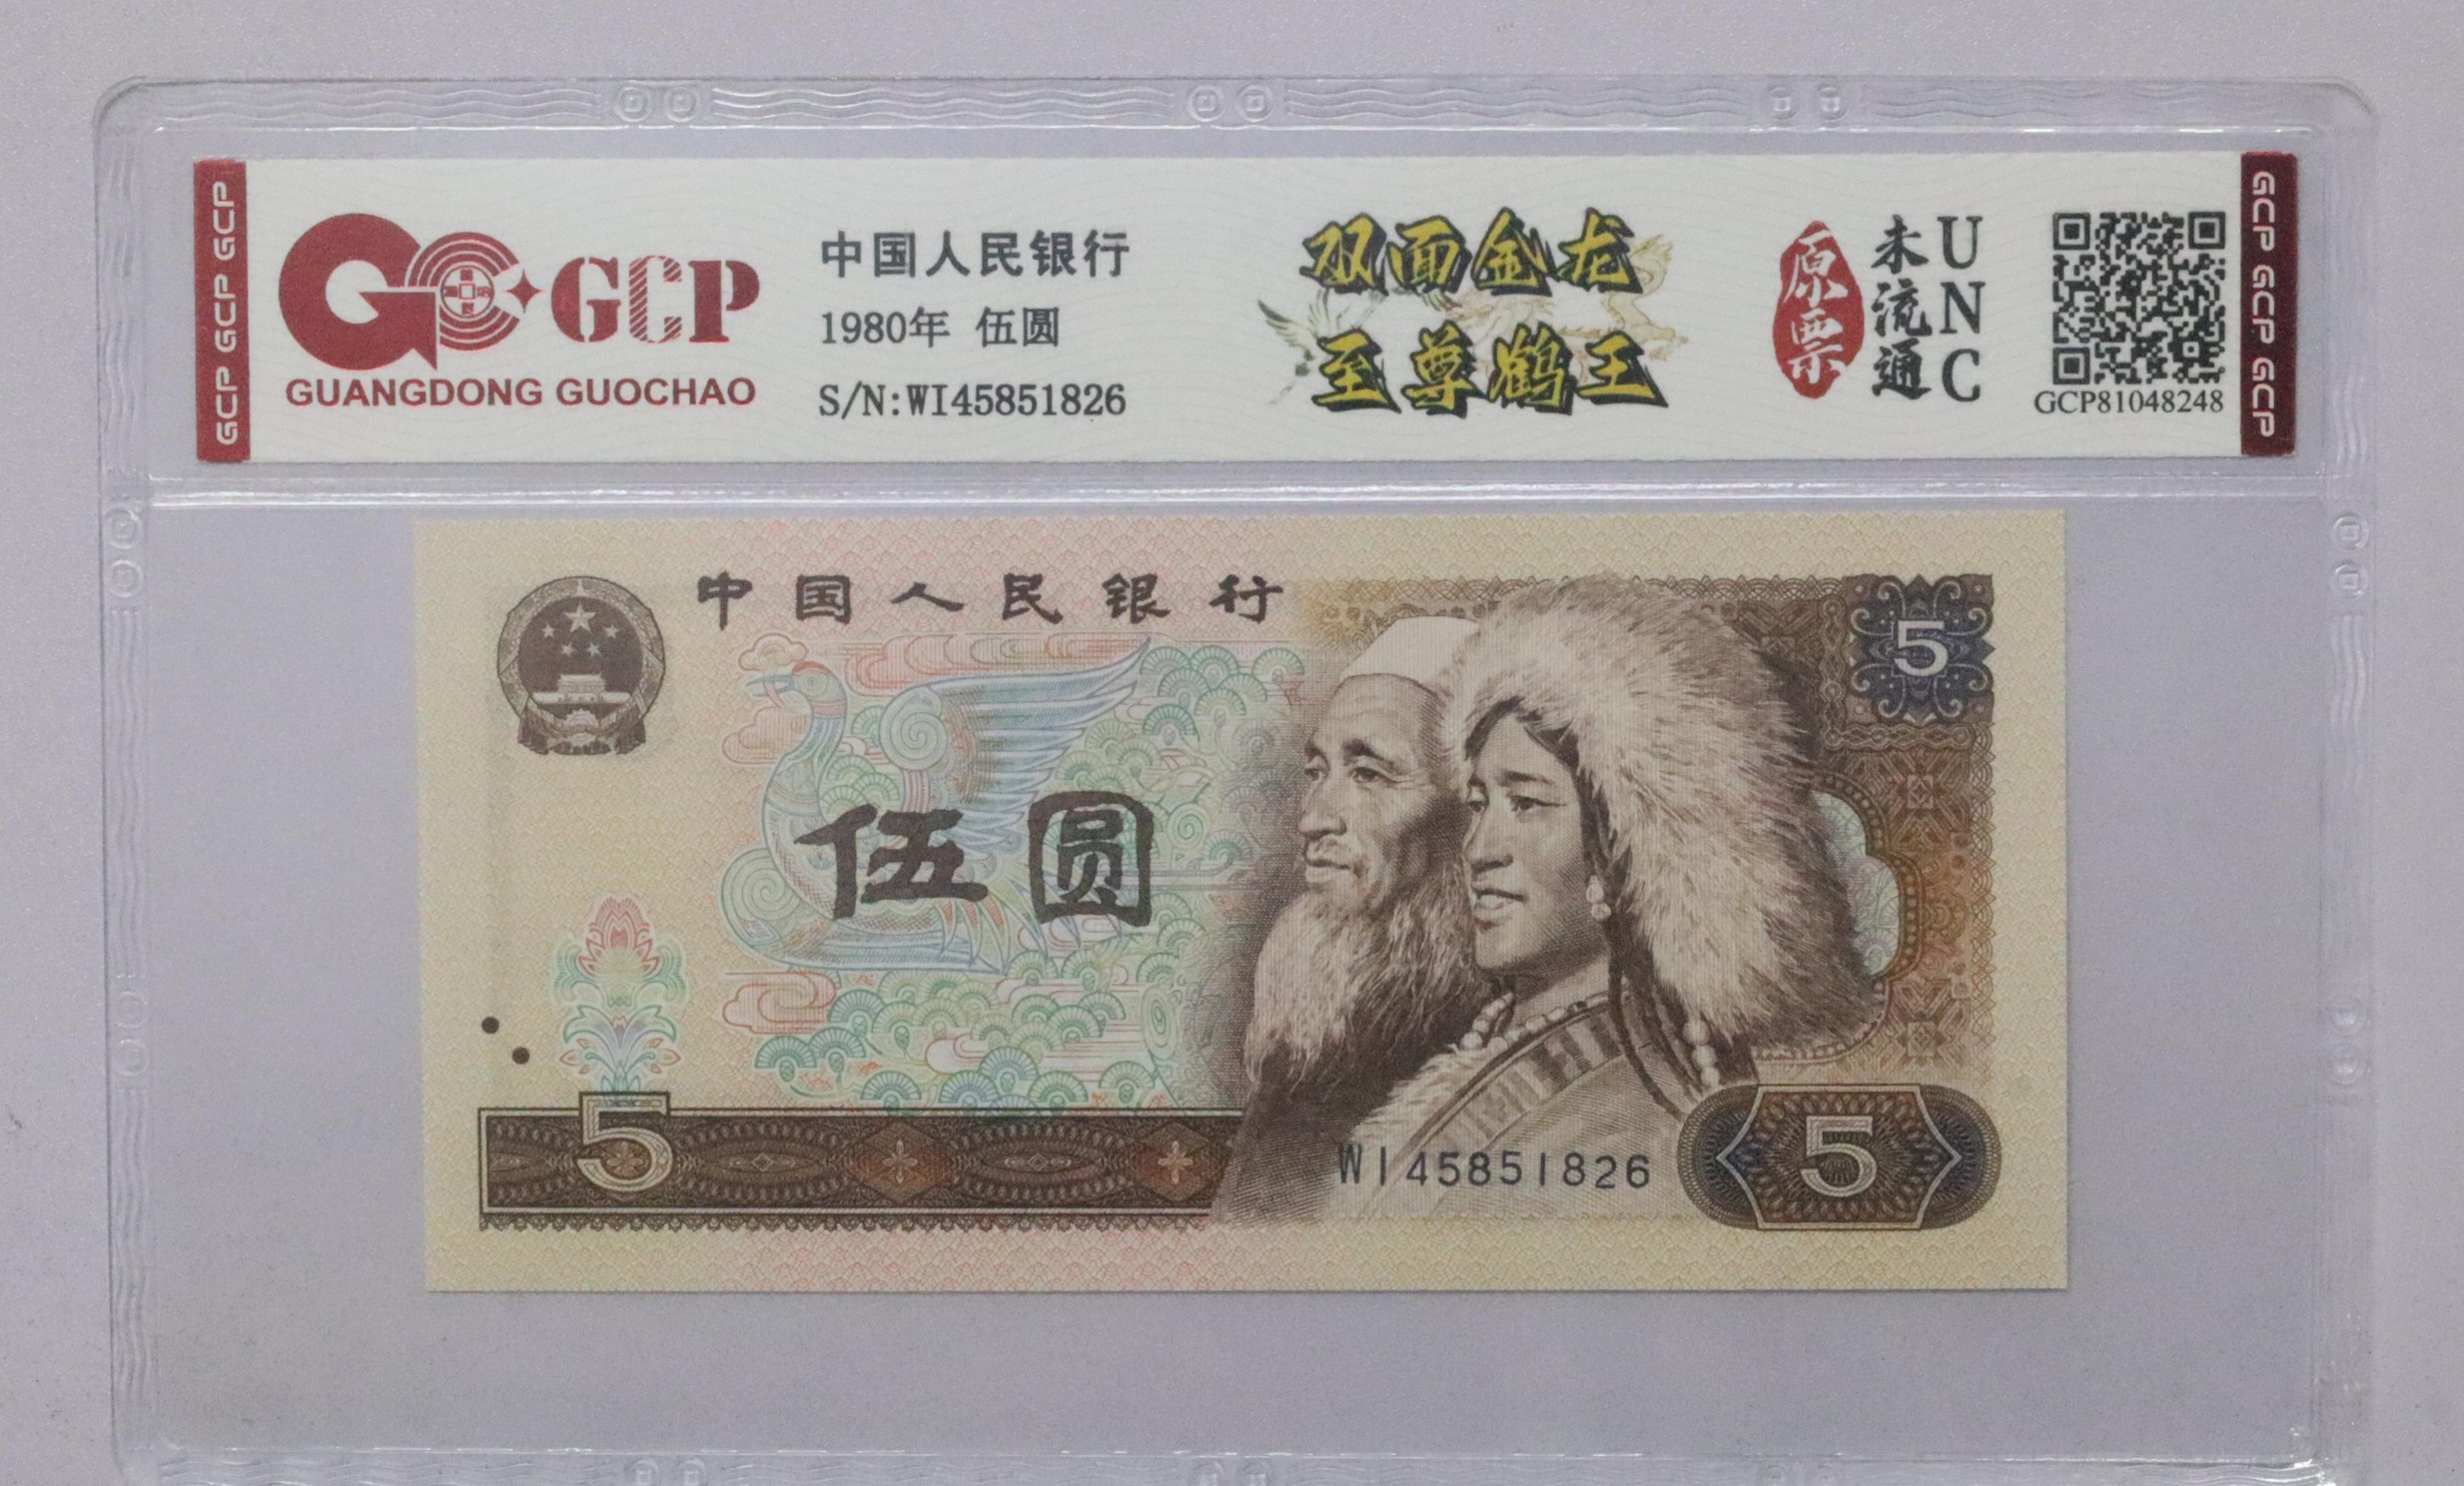 GCP GCP GCP
GCP
GUANGDONG GUOCHAO
中国人民银行
1980年 伍圆
S/N:WI45851826
双面金龙
至尊鹤王
原票
未流通
UNC
GCP81048248
GCP GCP GCP
中国人民银行
5
伍圆
5
WI45851826
5